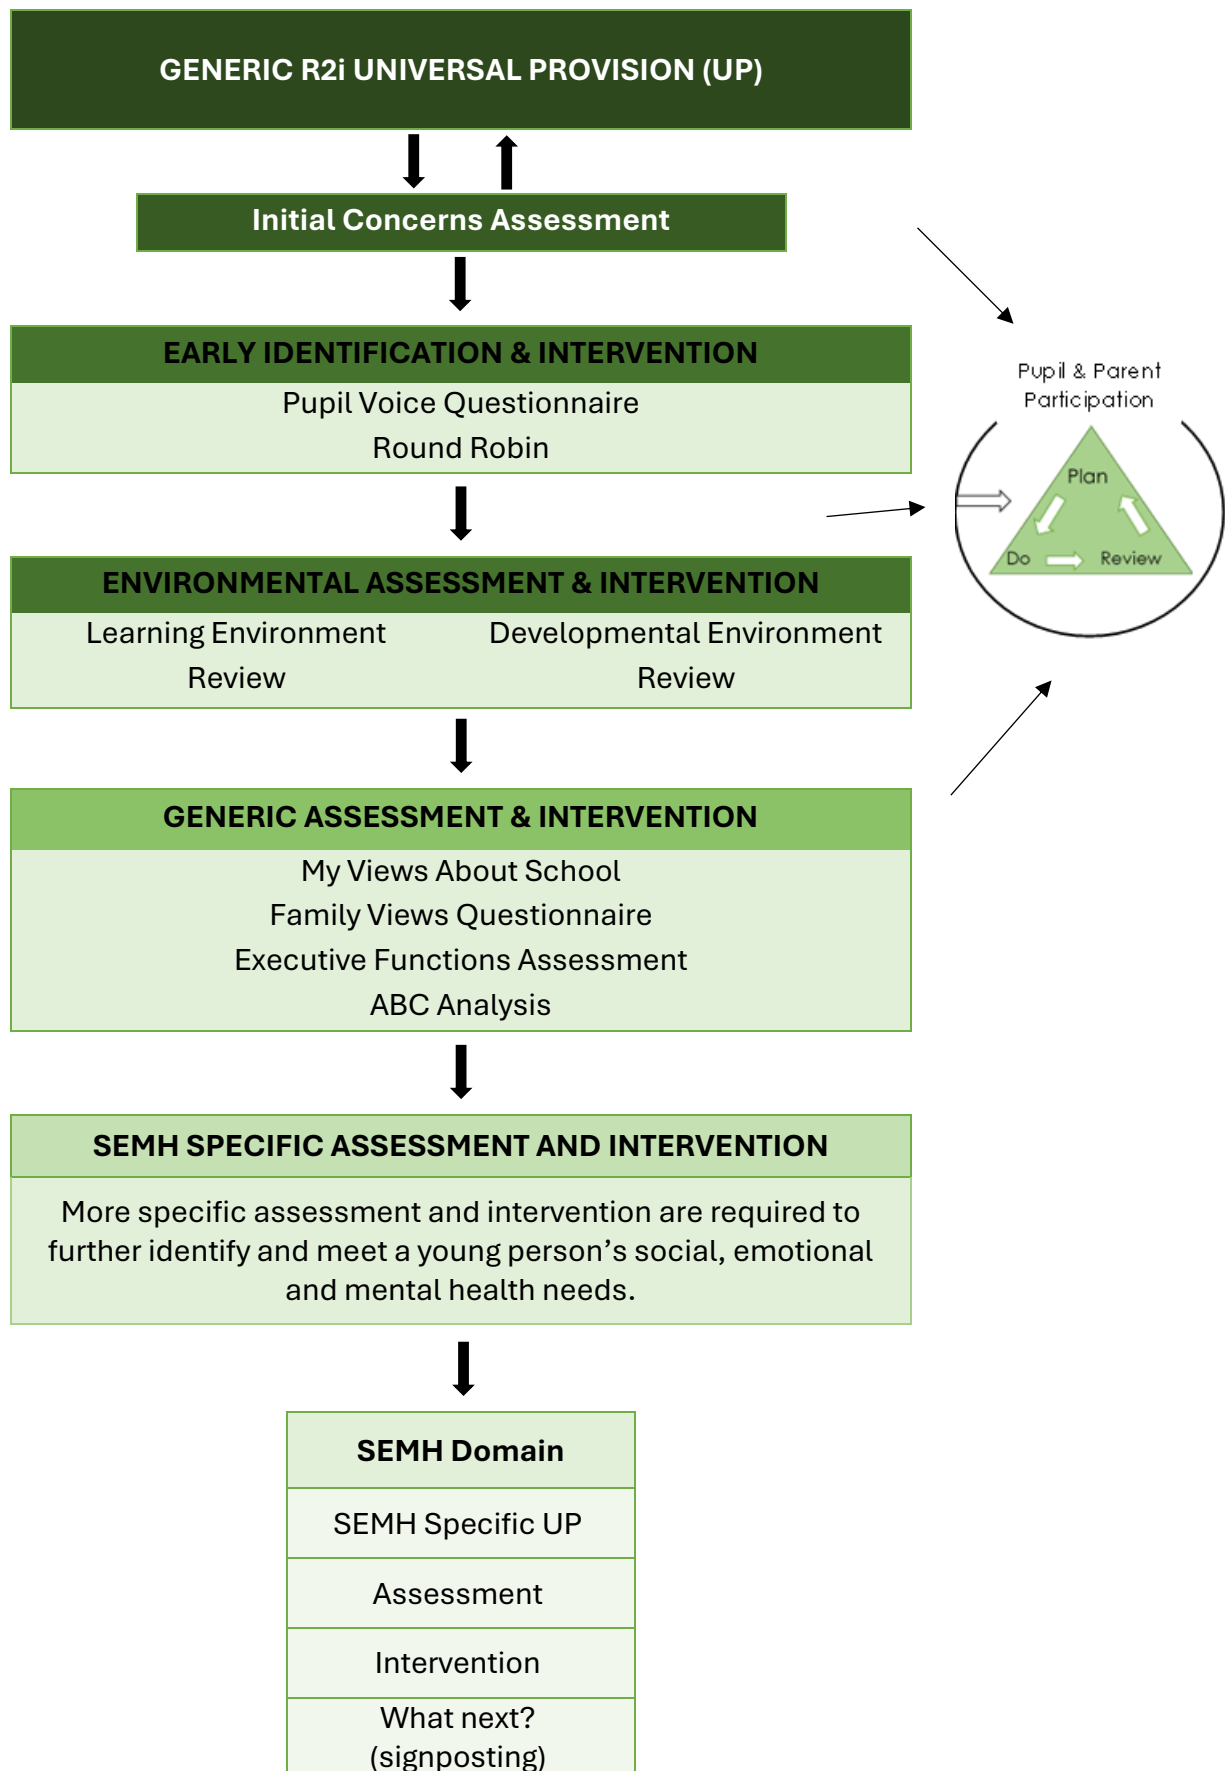 GENERIC R2i UNIVERSAL PROVISION (UP)
Initial Concerns Assessment
EARLY IDENTIFICATION & INTERVENTION
Pupil Voice Questionnaire
Round Robin
Pupil & Parent
Participation
Plan
Do
Review
ENVIRONMENTAL ASSESSMENT & INTERVENTION
Learning Environment
Review
Developmental Environment
Review
GENERIC ASSESSMENT & INTERVENTION
My Views About School
Family Views Questionnaire
Executive Functions Assessment
ABC Analysis
SEMH SPECIFIC ASSESSMENT AND INTERVENTION
More specific assessment and intervention are required to
further identify and meet a young person’s social, emotional
and mental health needs.
SEMH Domain
SEMH Specific UP
Assessment
Intervention
What next?
(signposting)